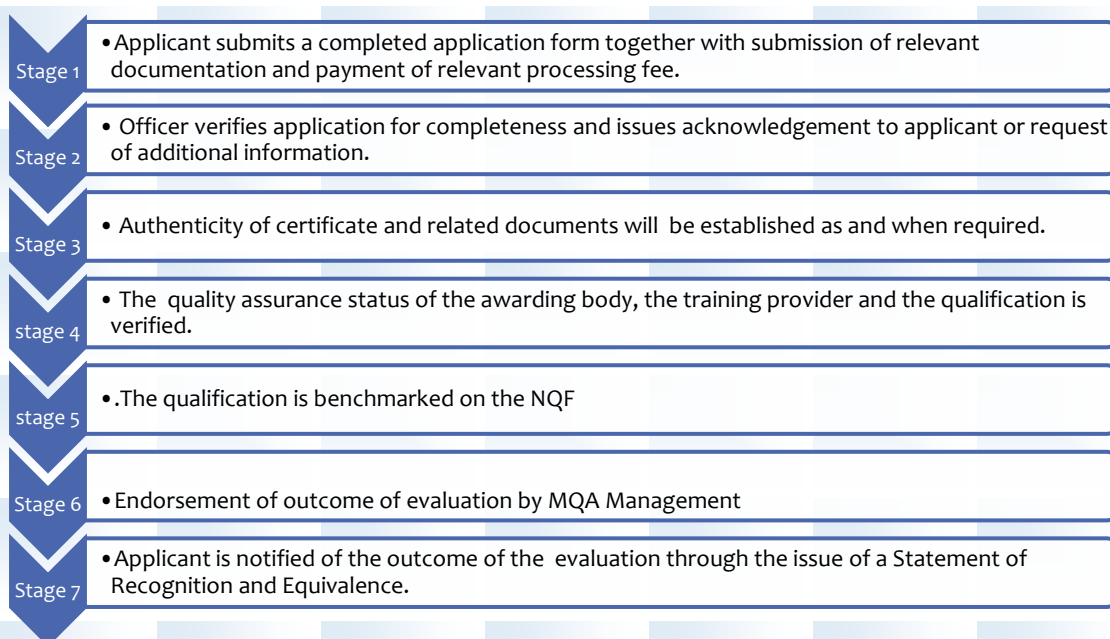 Stage 1
•Applicant submits a completed application form together with submission of relevant
documentation and payment of relevant processing fee.
Stage 2
• Officer verifies application for completeness and issues acknowledgement to applicant or request
of additional information.
Stage 3
• Authenticity of certificate and related documents will be established as and when required.
stage 4
• The quality assurance status of the awarding body, the training provider and the qualification is
verified.
stage 5
•.The qualification is benchmarked on the NQF
Stage 6
•Endorsement of outcome of evaluation by MQA Management
Stage 7
•Applicant is notified of the outcome of the evaluation through the issue of a Statement of
Recognition and Equivalence.